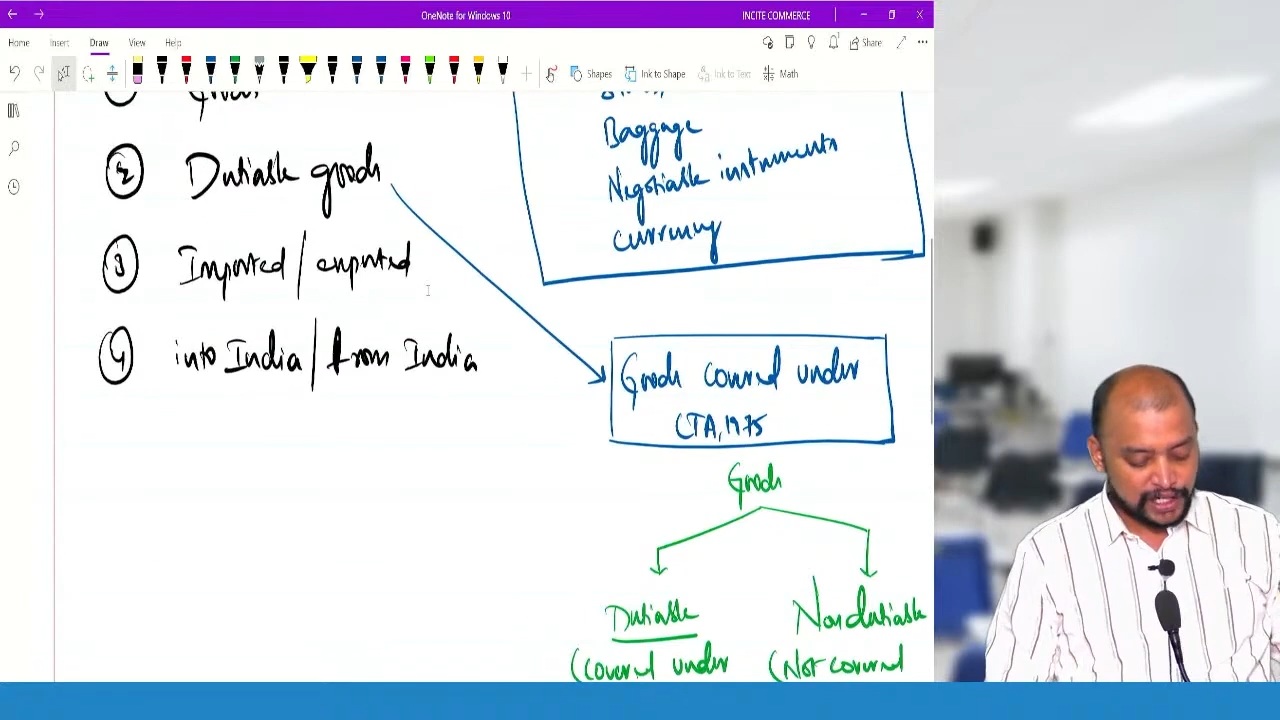 OneNote for Windows 10
INCITE COMMERCE
Home
Insert
Draw
View
Help
Share
Shapes
Ink to Shape
Ink to Text
Math
Goods
② Dutiable goods
③ Imported / exported
④ into India / from India
Baggage
Negotiable instruments
currency
Goods covered under
CTA, 1975
Goods
Dutiable
Non dutiable
(covered under
(Not covered